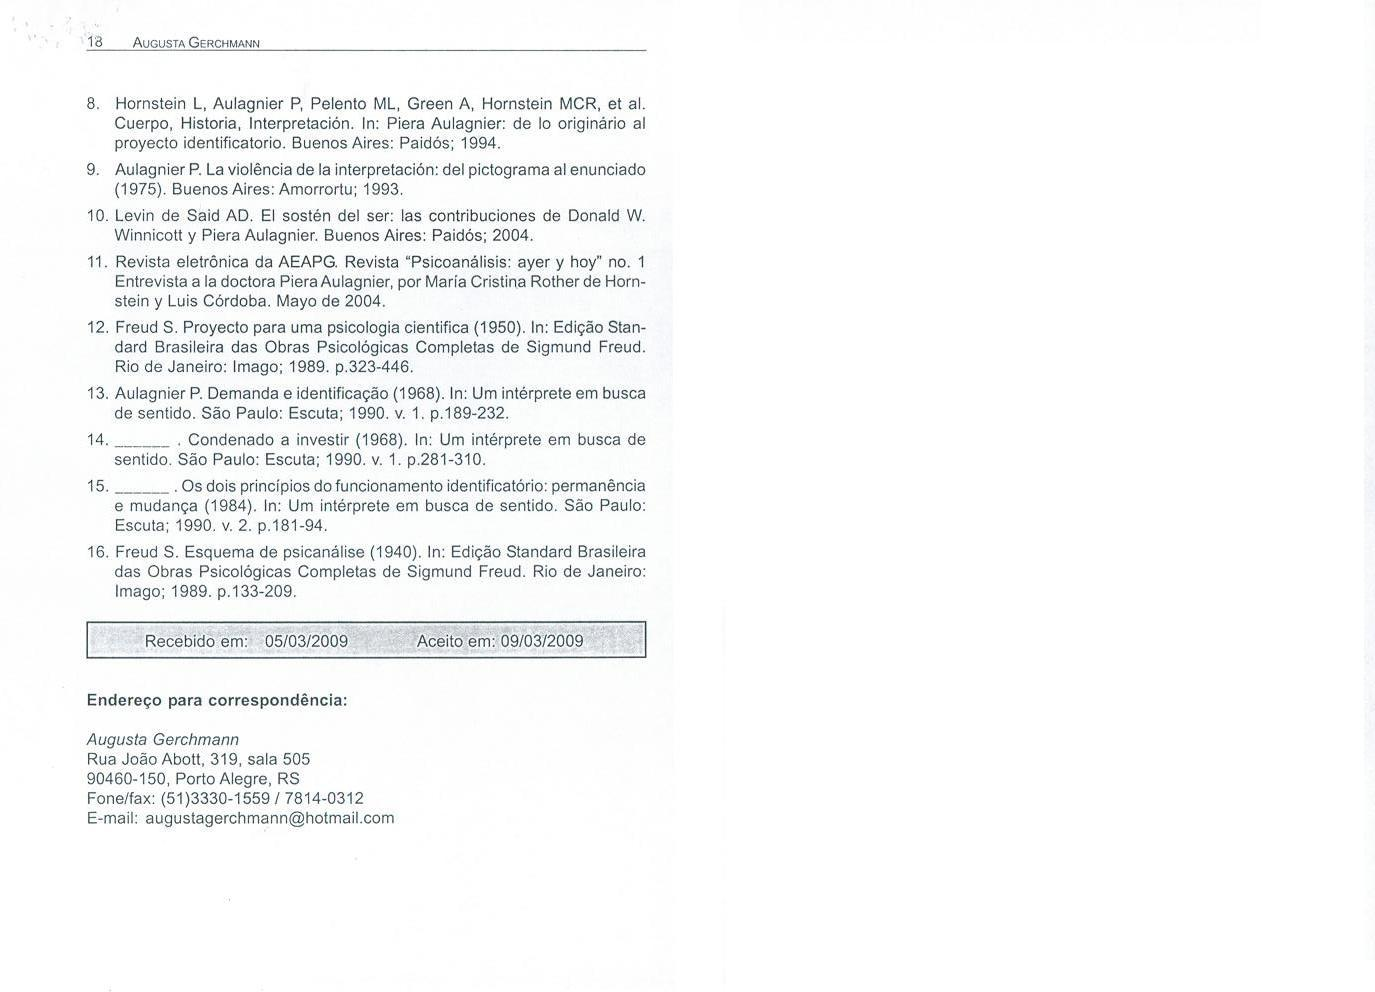 18 AUGUSTA GERCHMANN
8. Hornstein L, Aulagnier P, Pelento ML, Green A, Hornstein MCR, et al.
Cuerpo, Historia, Interpretación. In: Piera Aulagnier: de lo originário al
proyecto identificatorio. Buenos Aires: Paidós; 1994.
9. Aulagnier P. La violência de la interpretación: del pictograma al enunciado
(1975). Buenos Aires: Amorrortu; 1993.
10. Levin de Said AD. El sostén del ser: las contribuciones de Donald W.
Winnicott y Piera Aulagnier. Buenos Aires: Paidós; 2004.
11. Revista eletrônica da AEAPG. Revista “Psicoanálisis: ayer y hoy” no. 1
Entrevista a la doctora Piera Aulagnier, por María Cristina Rother de Horn-
stein y Luis Córdoba. Mayo de 2004.
12. Freud S. Proyecto para uma psicologia cientifica (1950). In: Edição Stan-
dard Brasileira das Obras Psicológicas Completas de Sigmund Freud.
Rio de Janeiro: Imago; 1989. p.323-446.
13. Aulagnier P. Demanda e identificação (1968). In: Um intérprete em busca
de sentido. São Paulo: Escuta; 1990. v. 1. p.189-232.
14. ______ . Condenado a investir (1968). In: Um intérprete em busca de
sentido. São Paulo: Escuta; 1990. v. 1. p.281-310.
15. ______ . Os dois princípios do funcionamento identificatório: permanência
e mudança (1984). In: Um intérprete em busca de sentido. São Paulo:
Escuta; 1990. v. 2. p.181-94.
16. Freud S. Esquema de psicanálise (1940). In: Edição Standard Brasileira
das Obras Psicológicas Completas de Sigmund Freud. Rio de Janeiro:
Imago; 1989. p.133-209.
Recebido em: 05/03/2009 Aceito em: 09/03/2009
Endereço para correspondência:
Augusta Gerchmann
Rua João Abott, 319, sala 505
90460-150, Porto Alegre, RS
Fone/fax: (51)3330-1559 / 7814-0312
E-mail: augustagerchmann@hotmail.com